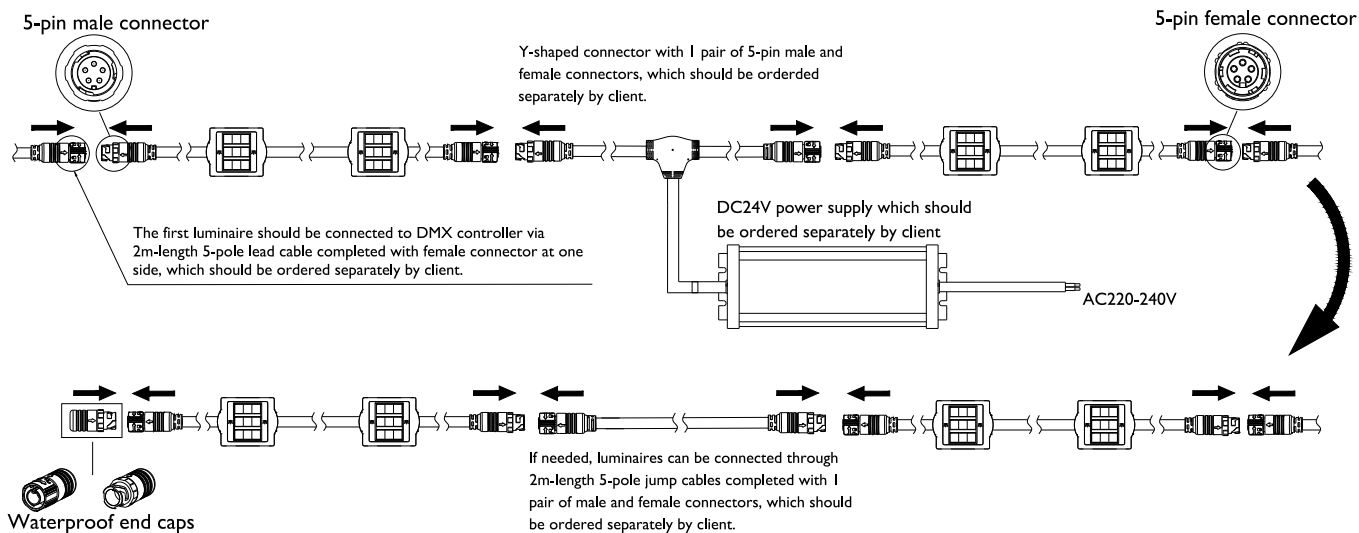 5-pin male connector
5-pin female connector
Y-shaped connector with 1 pair of 5-pin male and
female connectors, which should be orderded
separately by client.
The first luminaire should be connected to DMX controller via
2m-length 5-pole lead cable completed with female connector at one
side, which should be ordered separately by client.
DC24V power supply which should
be ordered separately by client
AC220-240V
If needed, luminaires can be connected through
2m-length 5-pole jump cables completed with 1
pair of male and female connectors, which should
be ordered separately by client.
Waterproof end caps